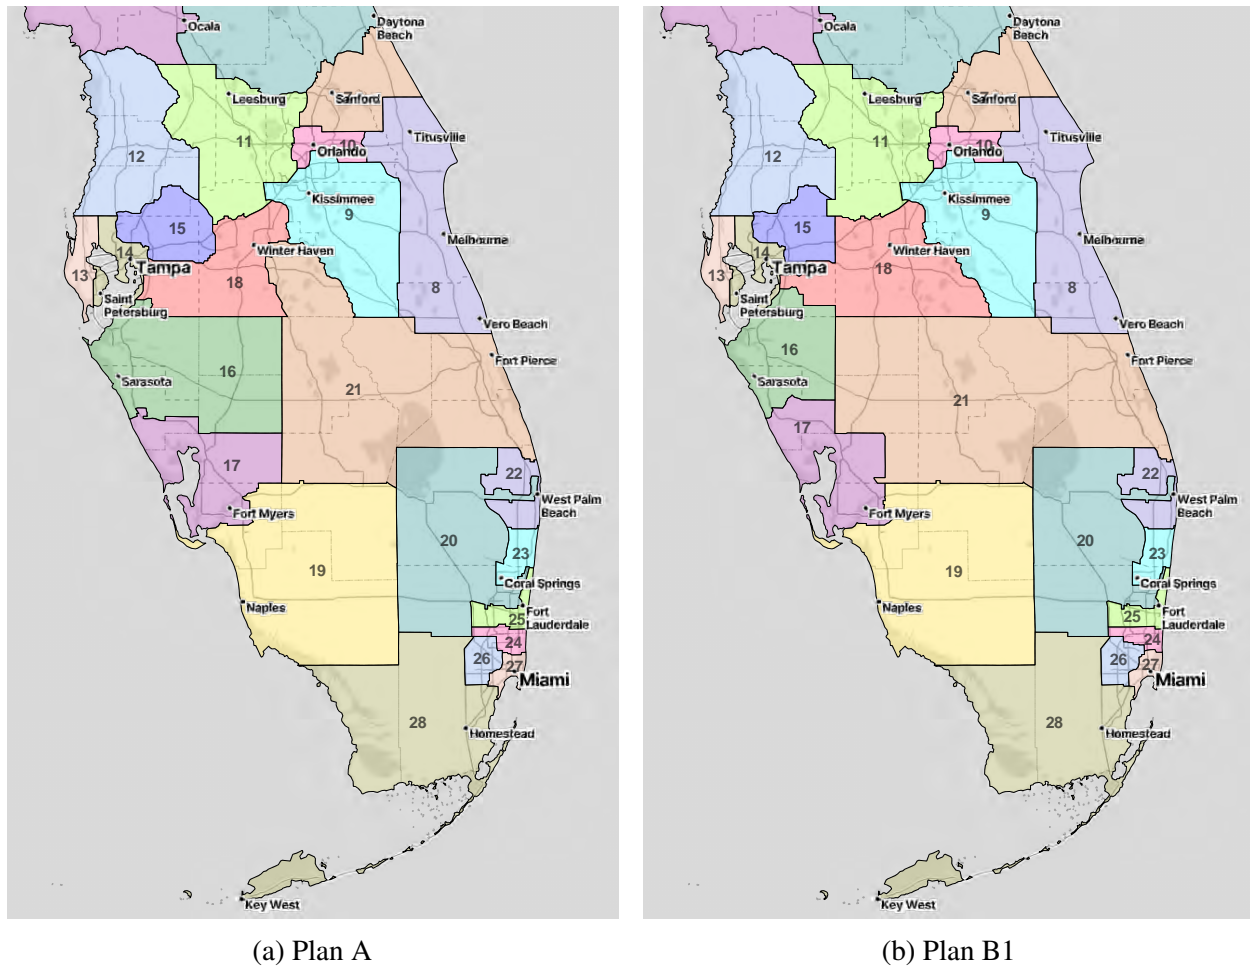 Ocala
Daytona
Beach
7
Sanford
Leesburg
11
Titusville
10
Orlando
12
Kissimmee
9
15
Melbourne
Winter Haven
14
Tampa
13
18
8
Saint
Petersburg
Vero Beach
Fort Pierce
16
Sarasota
21
17
22
West Palm
Beach
Fort Myers
20
23
19
Coral Springs
Naples
Fort
Lauderdale
25
24
26
27
Miami
28
Homestead
Key West
(a) Plan A
Ocala
Daytona
Beach
7
Sanford
Leesburg
11
Titusville
10
Orlando
12
Kissimmee
9
15
Melbourne
Winter Haven
14
Tampa
13
18
8
Saint
Petersburg
Vero Beach
Fort Pierce
16
Sarasota
21
17
22
West Palm
Beach
Fort Myers
20
23
19
Coral Springs
Naples
Fort
Lauderdale
25
24
26
27
Miami
28
Homestead
Key West
(b) Plan B1